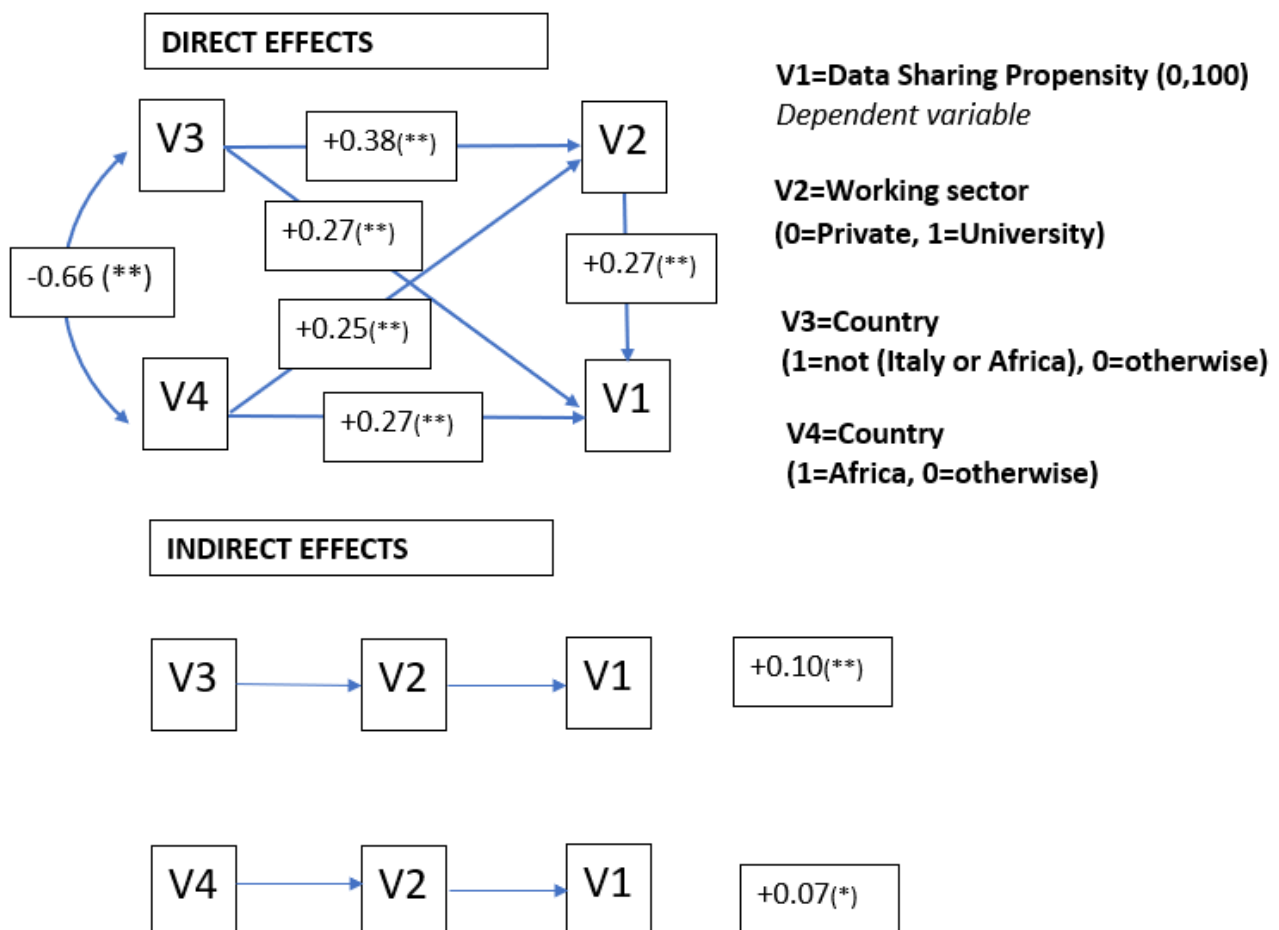 DIRECT EFFECTS
V3
+0.38(**)
V2
+0.27(**)
-0.66 (**)
+0.27(**)
+0.25(**)
V4
+0.27(**)
V1
V1=Data Sharing Propensity (0,100)
Dependent variable
V2=Working sector
(0=Private, 1=University)
V3=Country
(1=not (Italy or Africa), 0=otherwise)
V4=Country
(1=Africa, 0=otherwise)
INDIRECT EFFECTS
V3
V2
V1
+0.10(**)
V4
V2
V1
+0.07(*)